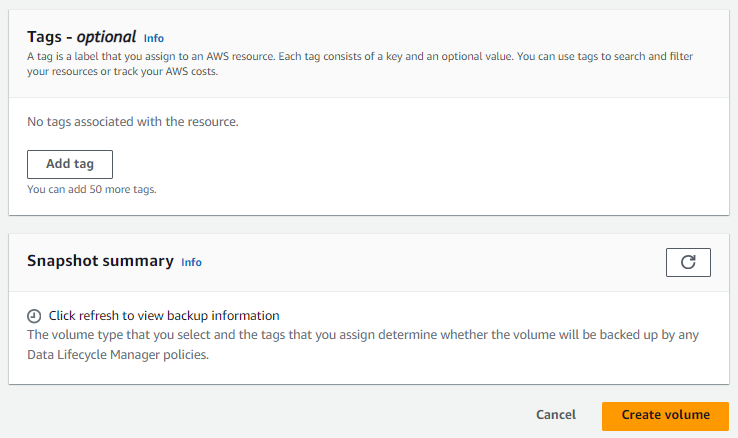 Tags - optional Info
A tag is a label that you assign to an AWS resource. Each tag consists of a key and an optional value. You can use tags to search and filter
your resources or track your AWS costs.
No tags associated with the resource.
Add tag
You can add 50 more tags.
Snapshot summary Info
Click refresh to view backup information
The volume type that you select and the tags that you assign determine whether the volume will be backed up by any
Data Lifecycle Manager policies.
Cancel Create volume